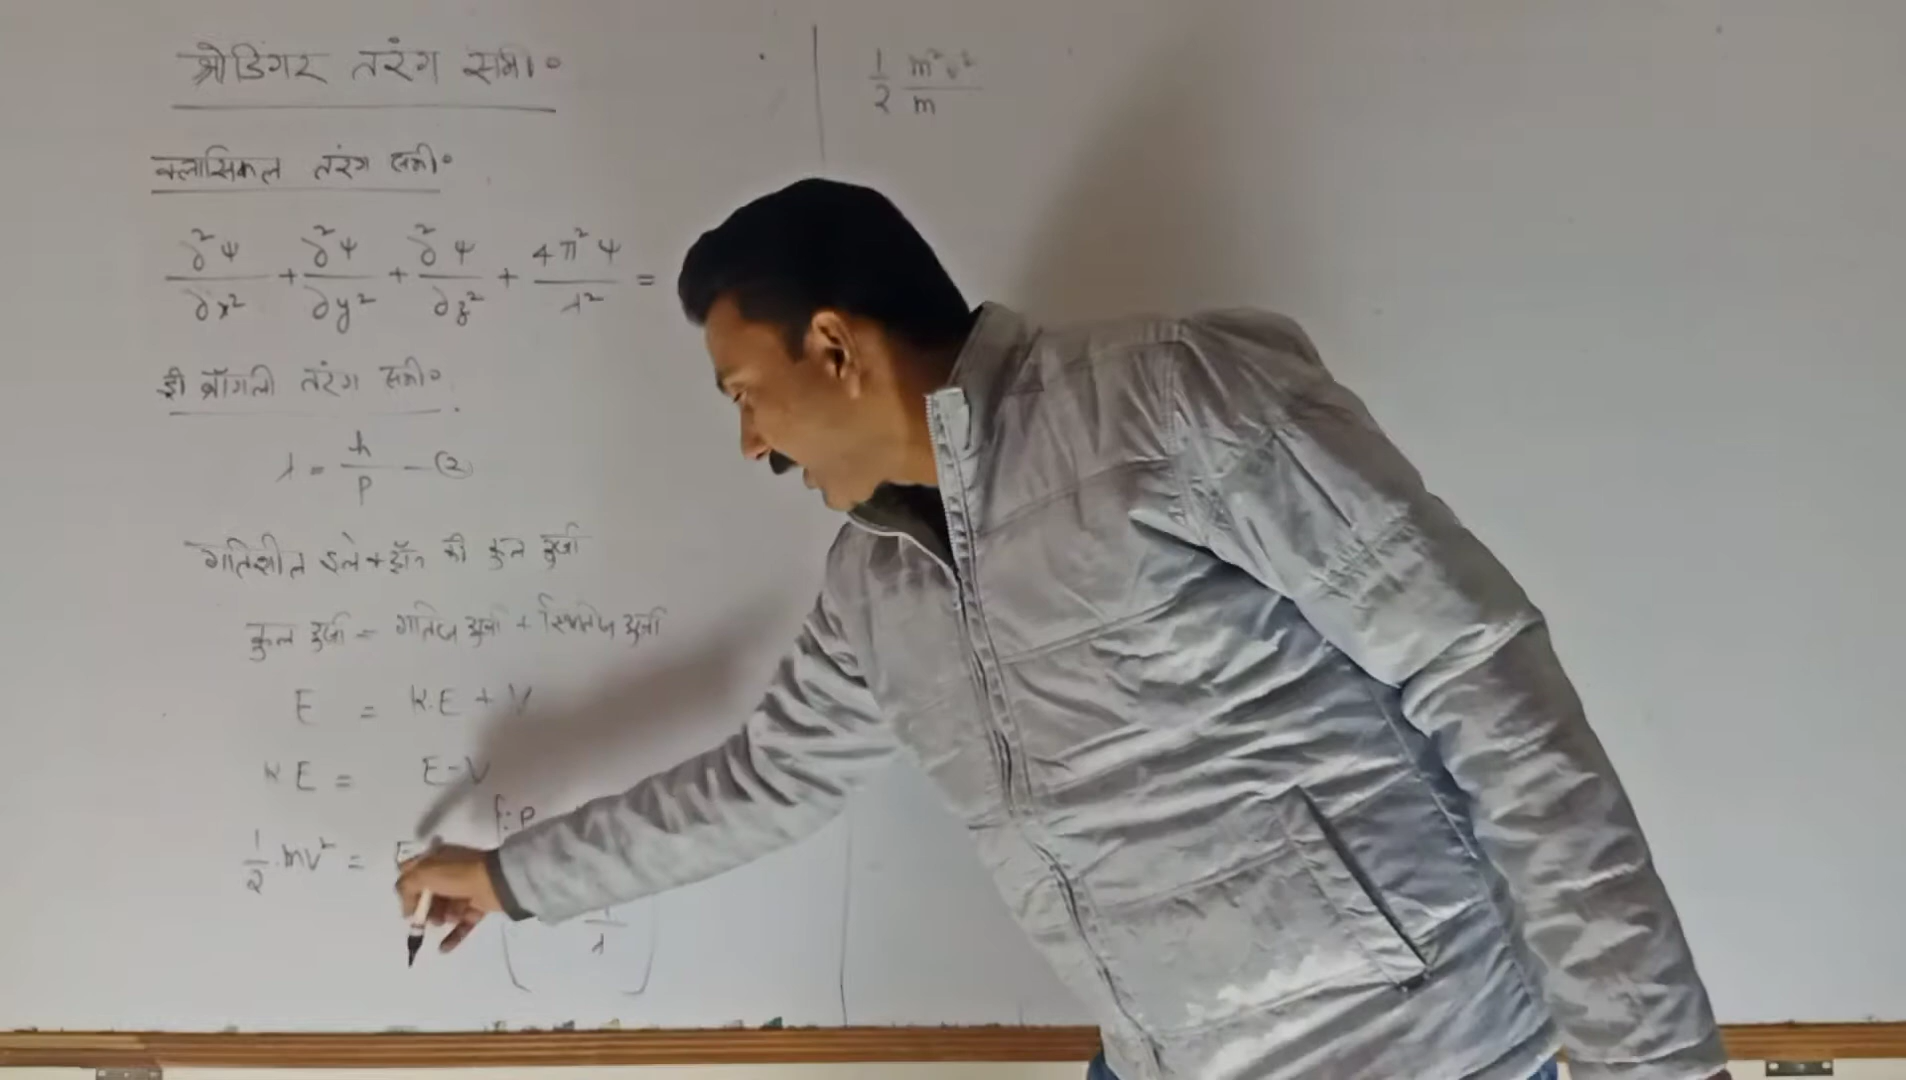 श्रोडिंगर तरंग समी०
क्लासिकल तरंग समी०
∂²ψ/∂x² + ∂²ψ/∂y² + ∂²ψ/∂z² + 4π²ψ/λ² =
डी ब्रॉगली तरंग समी०
λ = h/p — (2)
गतिशील इलेक्ट्रॉन की कुल ऊर्जा
कुल ऊर्जा = गतिज ऊर्जा + स्थितिज ऊर्जा
E = K.E + V
K E = E - V
1/2 . mv² = E
∵ P
λ
1/2 m²v²/m